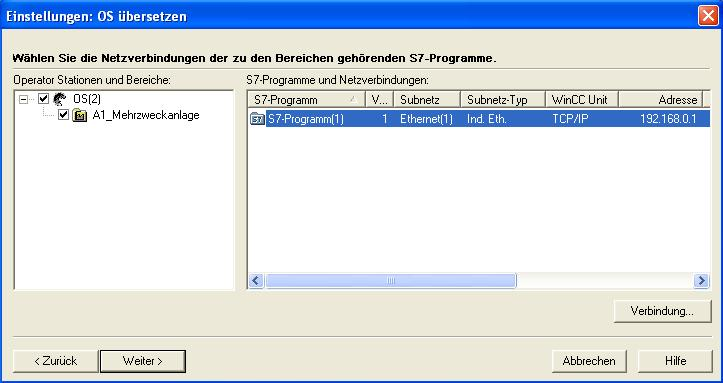 Einstellungen: OS übersetzen
Wählen Sie die Netzverbindungen der zu den Bereichen gehörenden S7-Programme.
Operator Stationen und Bereiche:
OS(2)
A1_Mehrzweckanlage
S7-Programme und Netzverbindungen:
S7-Programm V... Subnetz Subnetz-Typ WinCC Unit Adresse
S7-Programm(1) 1 Ethernet(1) Ind. Eth. TCP/IP 192.168.0.1
Verbindung...
< Zurück Weiter > Abbrechen Hilfe